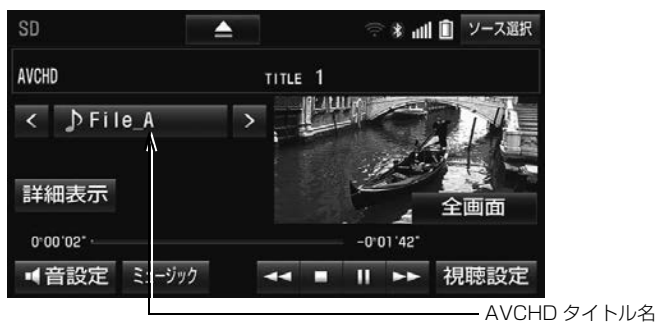 SD ソース選択
AVCHD TITLE 1
< ♪File_A >
詳細表示
全画面
0°00'02" -0°01'42"
音設定 ミュージック 視聴設定
AVCHD タイトル名